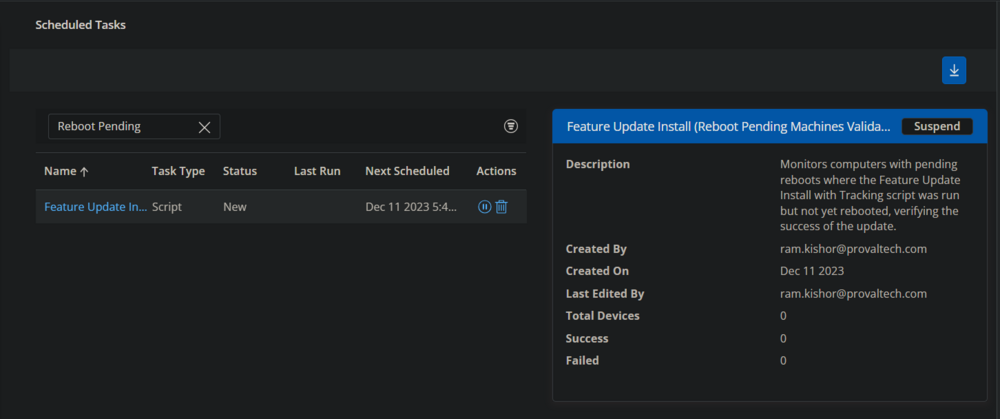 Scheduled Tasks
Reboot Pending
Name Task Type Status Last Run Next Scheduled Actions
Feature Update In... Script New Dec 11 2023 5:4...
Feature Update Install (Reboot Pending Machines Valida... Suspend
Description Monitors computers with pending
reboots where the Feature Update
Install with Tracking script was run
but not yet rebooted, verifying the
success of the update.
Created By ram.kishor@provaltech.com
Created On Dec 11 2023
Last Edited By ram.kishor@provaltech.com
Total Devices 0
Success 0
Failed 0